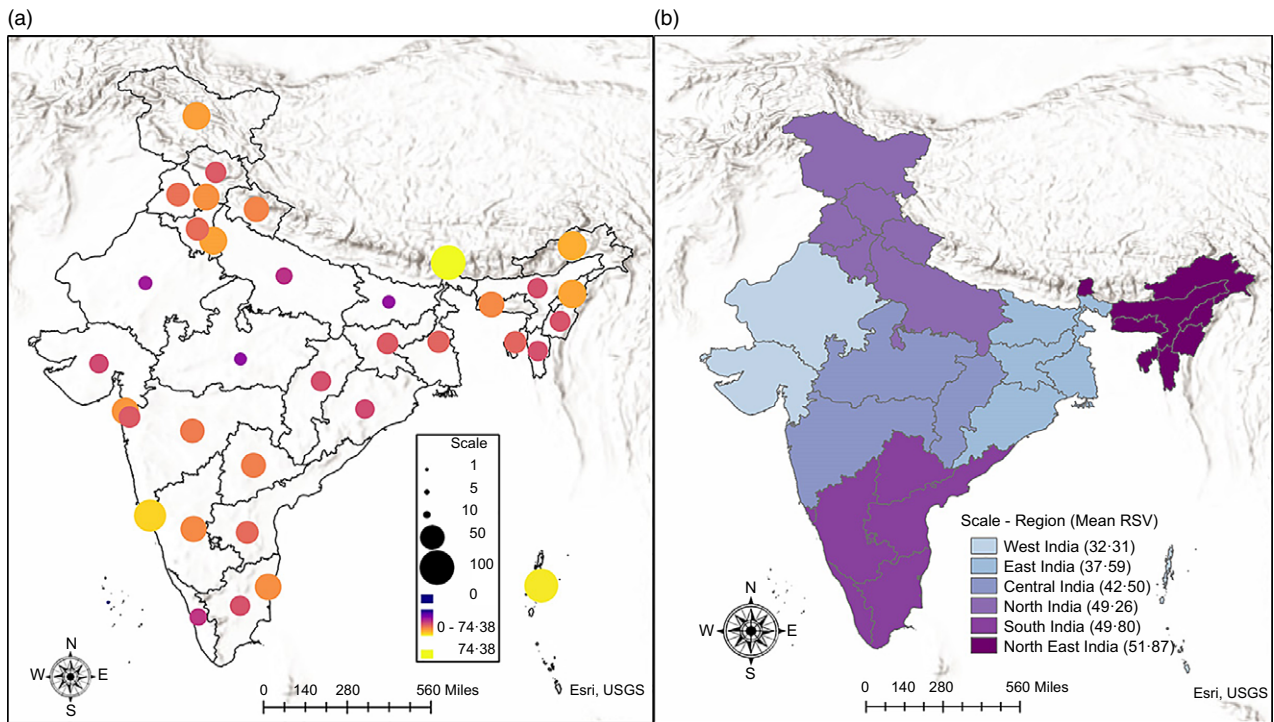 (a)
Scale
1
5
10
50
100
0
0 - 74·38
74·38
N
W E
S
0 140 280 560 Miles
Esri, USGS
(b)
Scale - Region (Mean RSV)
West India (32·31)
East India (37·59)
Central India (42·50)
North India (49·26)
South India (49·80)
North East India (51·87)
N
W E
S
0 140 280 560 Miles
Esri, USGS